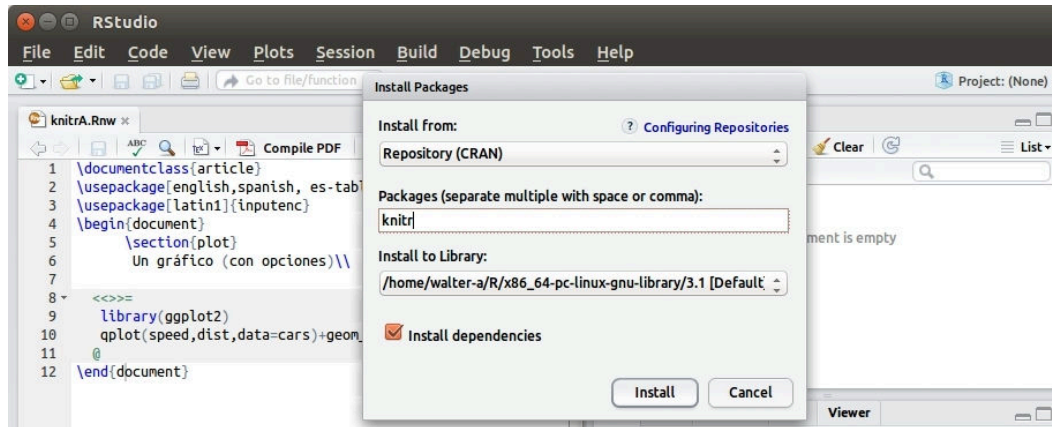 RStudio
File Edit Code View Plots Session Build Debug Tools Help
Go to file/function
Project: (None)
knitrA.Rnw
ABC
Compile PDF
1 \documentclass{article}
2 \usepackage[english,spanish, es-tabl
3 \usepackage[latin1]{inputenc}
4 \begin{document}
5 \section{plot}
6 Un gráfico (con opciones)\\
7
8 <<>>=
9 library(ggplot2)
10 qplot(speed,dist,data=cars)+geom_
11 @
12 \end{document}
Install Packages
Install from:
? Configuring Repositories
Repository (CRAN)
Packages (separate multiple with space or comma):
knitr
Install to Library:
/home/walter-a/R/x86_64-pc-linux-gnu-library/3.1 [Default]
Install dependencies
Install
Cancel
Clear
List
ment is empty
Viewer